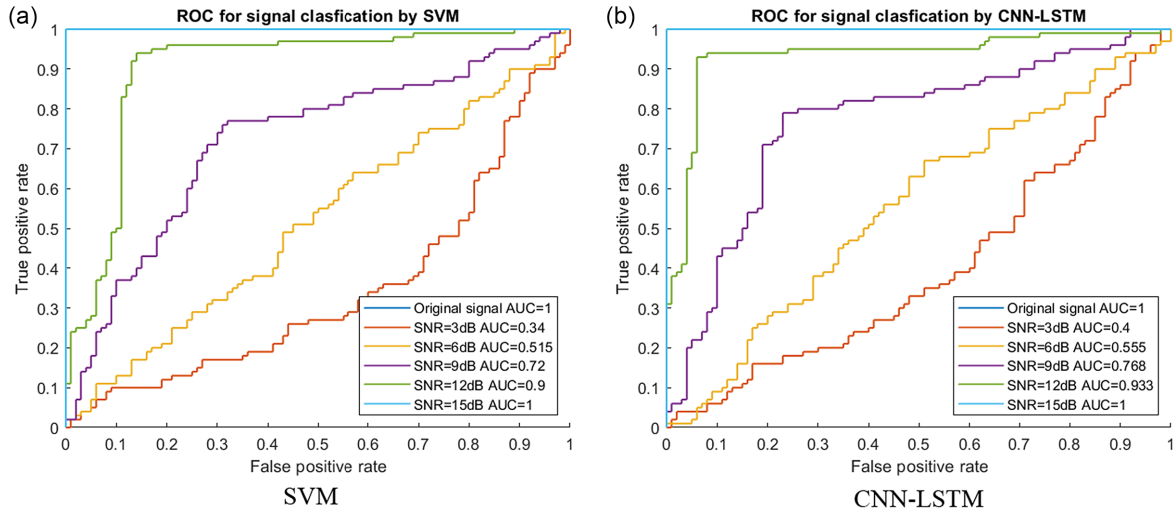 (a)
ROC for signal clasfication by SVM
True positive rate
1
0.9
0.8
0.7
0.6
0.5
0.4
0.3
0.2
0.1
0
Original signal AUC=1
SNR=3dB AUC=0.34
SNR=6dB AUC=0.515
SNR=9dB AUC=0.72
SNR=12dB AUC=0.9
SNR=15dB AUC=1
0 0.1 0.2 0.3 0.4 0.5 0.6 0.7 0.8 0.9 1
False positive rate
SVM
(b)
ROC for signal clasfication by CNN-LSTM
True positive rate
1
0.9
0.8
0.7
0.6
0.5
0.4
0.3
0.2
0.1
0
Original signal AUC=1
SNR=3dB AUC=0.4
SNR=6dB AUC=0.555
SNR=9dB AUC=0.768
SNR=12dB AUC=0.933
SNR=15dB AUC=1
0 0.1 0.2 0.3 0.4 0.5 0.6 0.7 0.8 0.9 1
False positive rate
CNN-LSTM